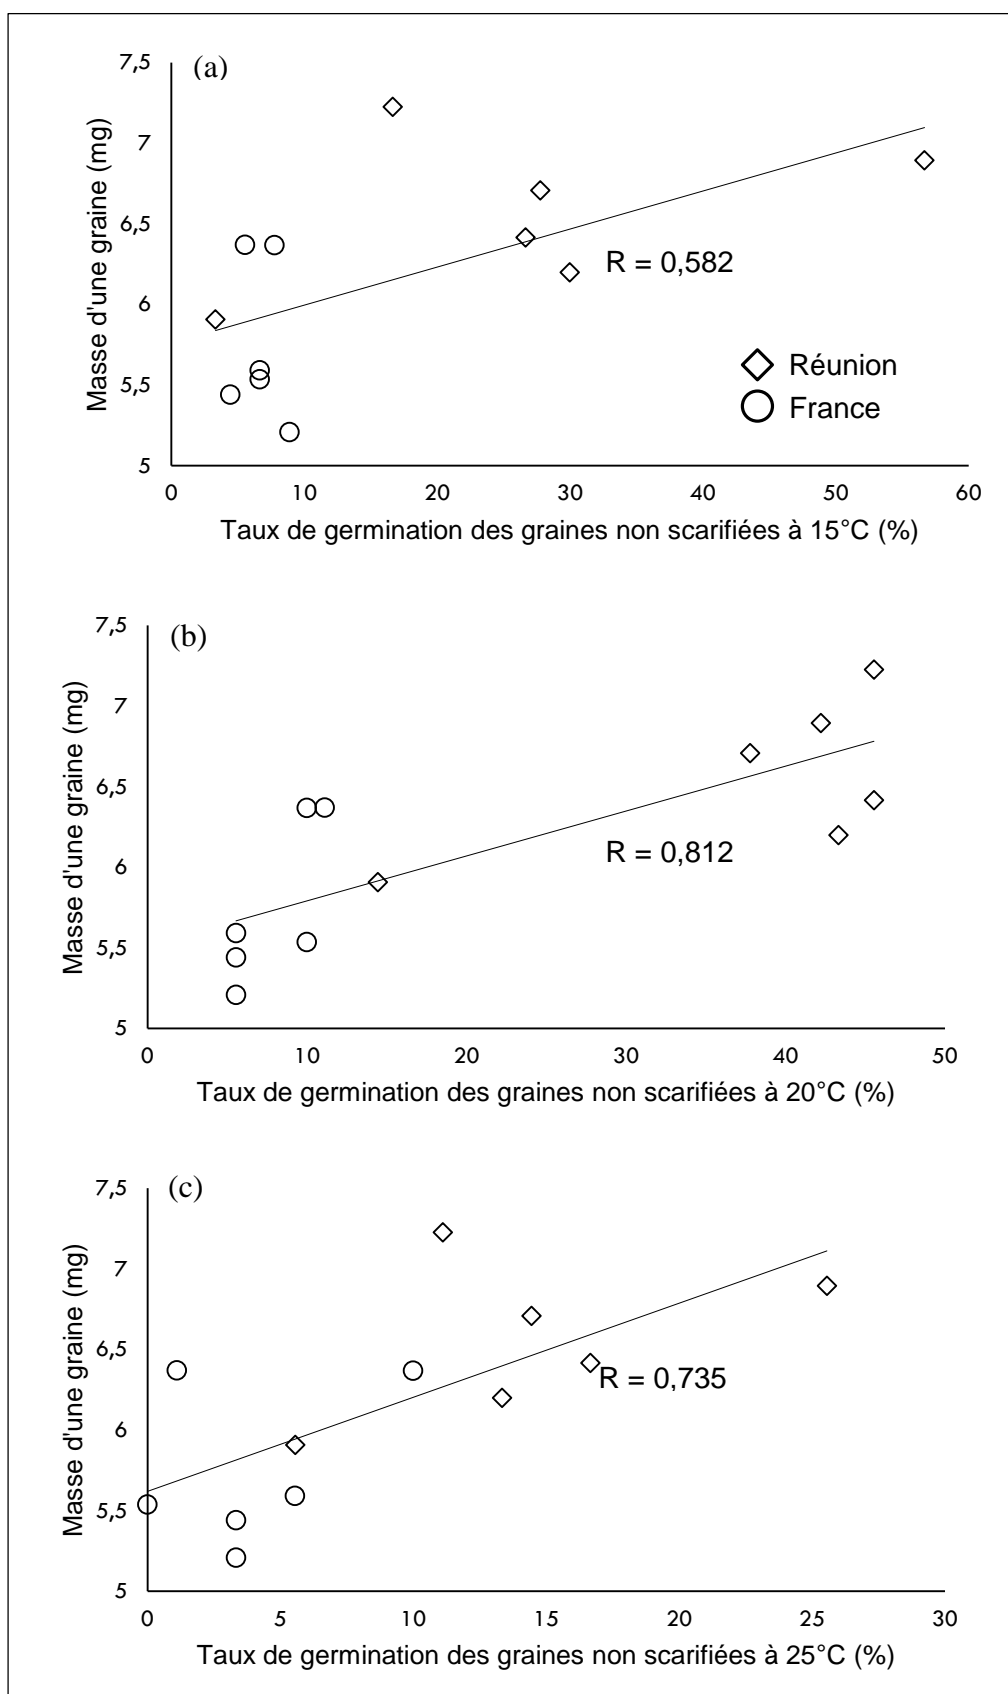 (a)
Masse d'une graine (mg)
7,5
7
6,5
6
5,5
5
R = 0,582
Réunion
France
0 10 20 30 40 50 60
Taux de germination des graines non scarifiées à 15°C (%)
(b)
Masse d'une graine (mg)
7,5
7
6,5
6
5,5
5
R = 0,812
0 10 20 30 40 50
Taux de germination des graines non scarifiées à 20°C (%)
(c)
Masse d'une graine (mg)
7,5
7
6,5
6
5,5
5
R = 0,735
0 5 10 15 20 25 30
Taux de germination des graines non scarifiées à 25°C (%)